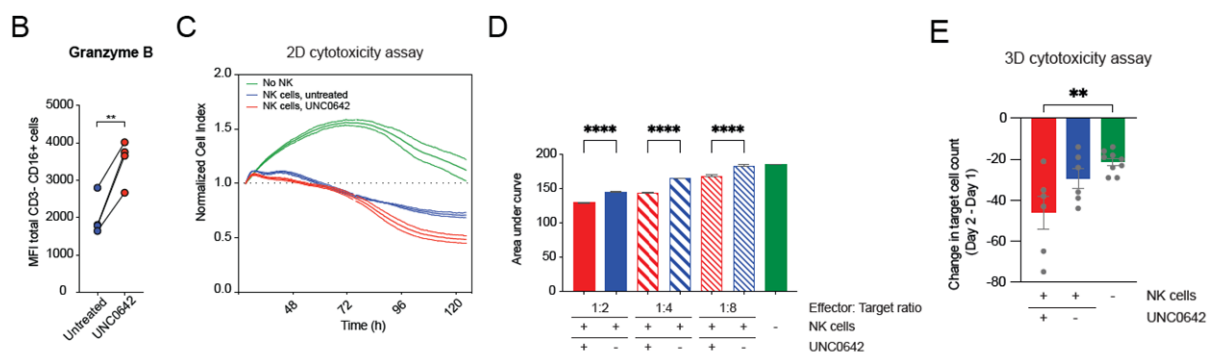 B
Granzyme B
MFI total CD3- CD16+ cells
5000
4000
3000
2000
1000
0
**
Untreated
UNC0642
C
2D cytotoxicity assay
Normalized Cell Index
2.0
1.5
1.0
0.5
0.0
No NK
NK cells, untreated
NK cells, UNC0642
48
72
96
120
Time (h)
D
Area under curve
200
150
100
50
0
**** **** ****
1:2 1:4 1:8 Effector: Target ratio
+ + + + + + - NK cells
+ - + - + - UNC0642
E
3D cytotoxicity assay
**
Change in target cell count
(Day 2 - Day 1)
0
-20
-40
-60
-80
+ + - NK cells
+ - UNC0642